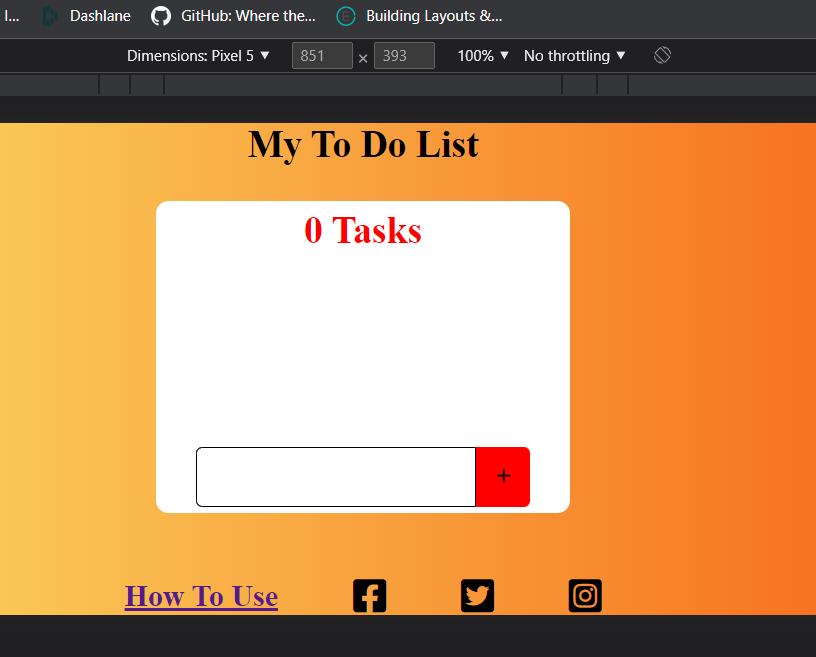 I... Dashlane GitHub: Where the... E Building Layouts &...
Dimensions: Pixel 5 ▼ 851 × 393 100% ▼ No throttling ▼
My To Do List
0 Tasks
+
How To Use